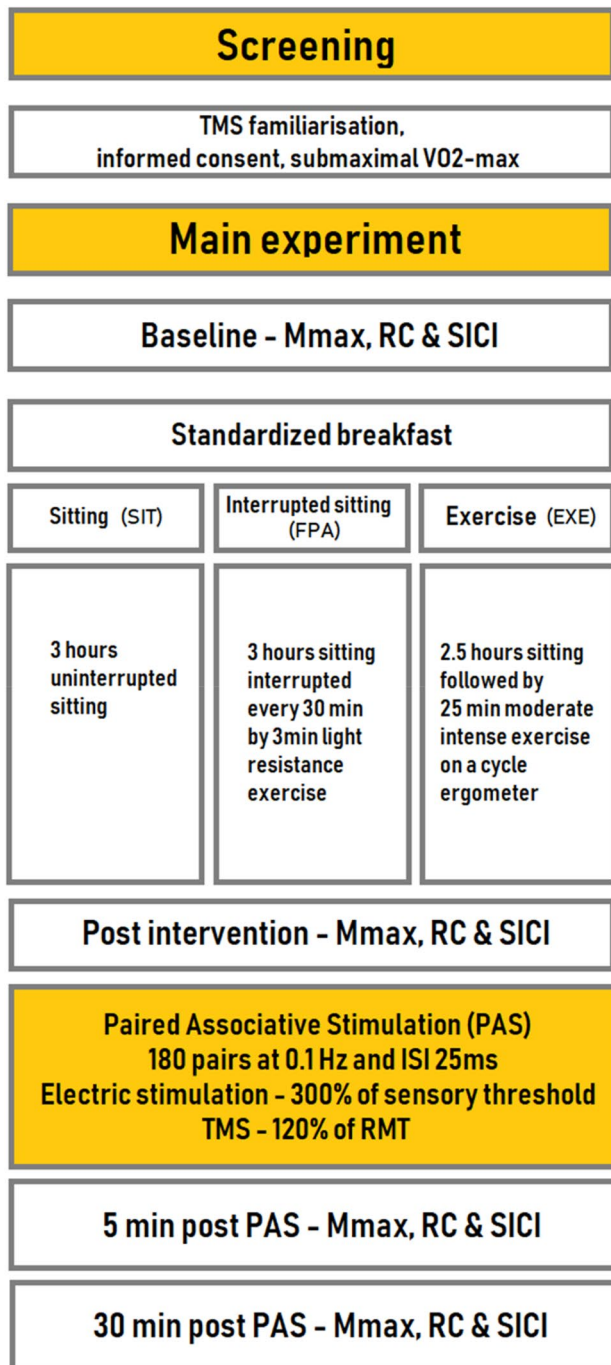 Screening
TMS familiarisation,
informed consent, submaximal VO2-max
Main experiment
Baseline - Mmax, RC & SICI
Standardized breakfast
Sitting (SIT)
Interrupted sitting
(FPA)
Exercise (EXE)
3 hours
uninterrupted
sitting
3 hours sitting
interrupted
every 30 min
by 3min light
resistance
exercise
2.5 hours sitting
followed by
25 min moderate
intense exercise
on a cycle
ergometer
Post intervention - Mmax, RC & SICI
Paired Associative Stimulation (PAS)
180 pairs at 0.1 Hz and ISI 25ms
Electric stimulation - 300% of sensory threshold
TMS - 120% of RMT
5 min post PAS - Mmax, RC & SICI
30 min post PAS - Mmax, RC & SICI